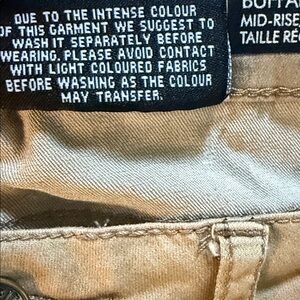 DUE TO THE INTENSE COLOUR
OF THIS GARMENT WE SUGGEST TO
WASH IT SEPARATELY BEFORE
WEARING. PLEASE AVOID CONTACT
WITH LIGHT COLOURED FABRICS
BEFORE WASHING AS THE COLOUR
MAY TRANSFER.
MID-RISE
TAILLE